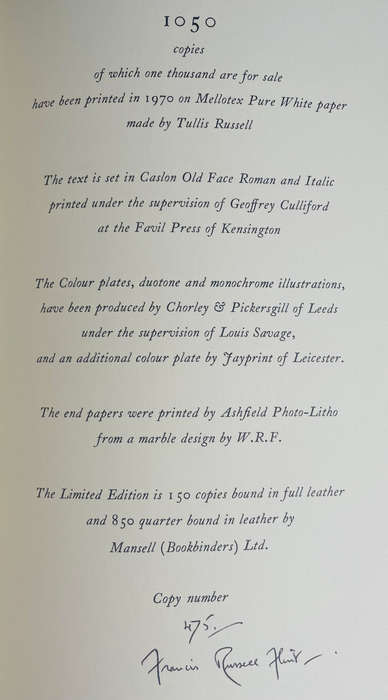 1050
copies
of which one thousand are for sale
have been printed in 1970 on Mellotex Pure White paper
made by Tullis Russell
The text is set in Caslon Old Face Roman and Italic
printed under the supervision of Geoffrey Culliford
at the Favil Press of Kensington
The Colour plates, duotone and monochrome illustrations,
have been produced by Chorley & Pickersgill of Leeds
under the supervision of Louis Savage,
and an additional colour plate by Jayprint of Leicester.
The end papers were printed by Ashfield Photo-Litho
from a marble design by W.R.F.
The Limited Edition is 150 copies bound in full leather
and 850 quarter bound in leather by
Mansell (Bookbinders) Ltd.
Copy number
475.
Francis Russell Flint